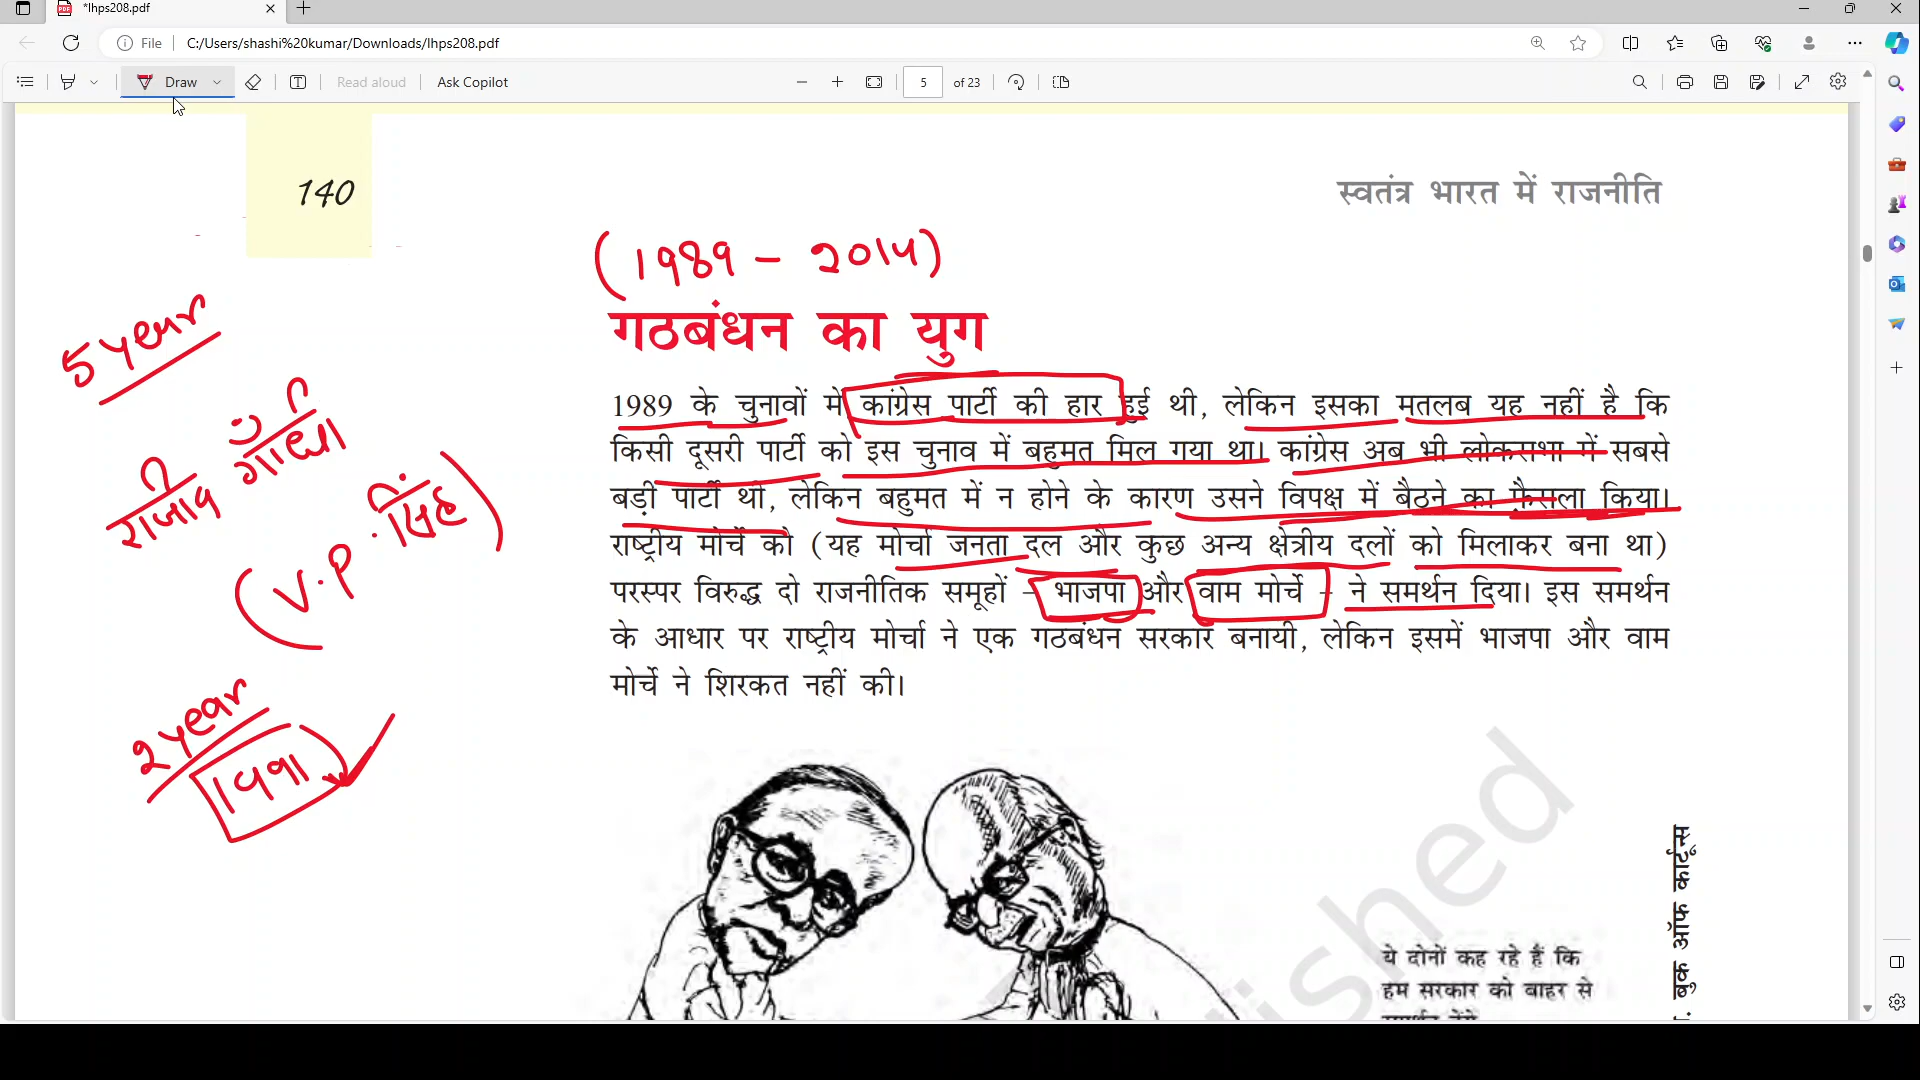 *lhps208.pdf
File C:/Users/shashi%20kumar/Downloads/lhps208.pdf
Draw Read aloud Ask Copilot 5 of 23
140
स्वतंत्र भारत में राजनीति
(1989 - 2014)
गठबंधन का युग
1989 के चुनावों में कांग्रेस पार्टी की हार हुई थी, लेकिन इसका मतलब यह नहीं है कि
किसी दूसरी पार्टी को इस चुनाव में बहुमत मिल गया था। कांग्रेस अब भी लोकसभा में सबसे
बड़ी पार्टी थी, लेकिन बहुमत में न होने के कारण उसने विपक्ष में बैठने का फ़ैसला किया।
राष्ट्रीय मोर्चे को (यह मोर्चा जनता दल और कुछ अन्य क्षेत्रीय दलों को मिलाकर बना था)
परस्पर विरुद्ध दो राजनीतिक समूहों – भाजपा और वाम मोर्चे – ने समर्थन दिया। इस समर्थन
के आधार पर राष्ट्रीय मोर्चा ने एक गठबंधन सरकार बनायी, लेकिन इसमें भाजपा और वाम
मोर्चे ने शिरकत नहीं की।
5 year
राजीव गाँधी
(V.P. सिंह)
2 year
1991
ये दोनों कह रहे हैं कि
हम सरकार को बाहर से
समर्थन देंगे
बुक ऑफ कार्टून्स
ished